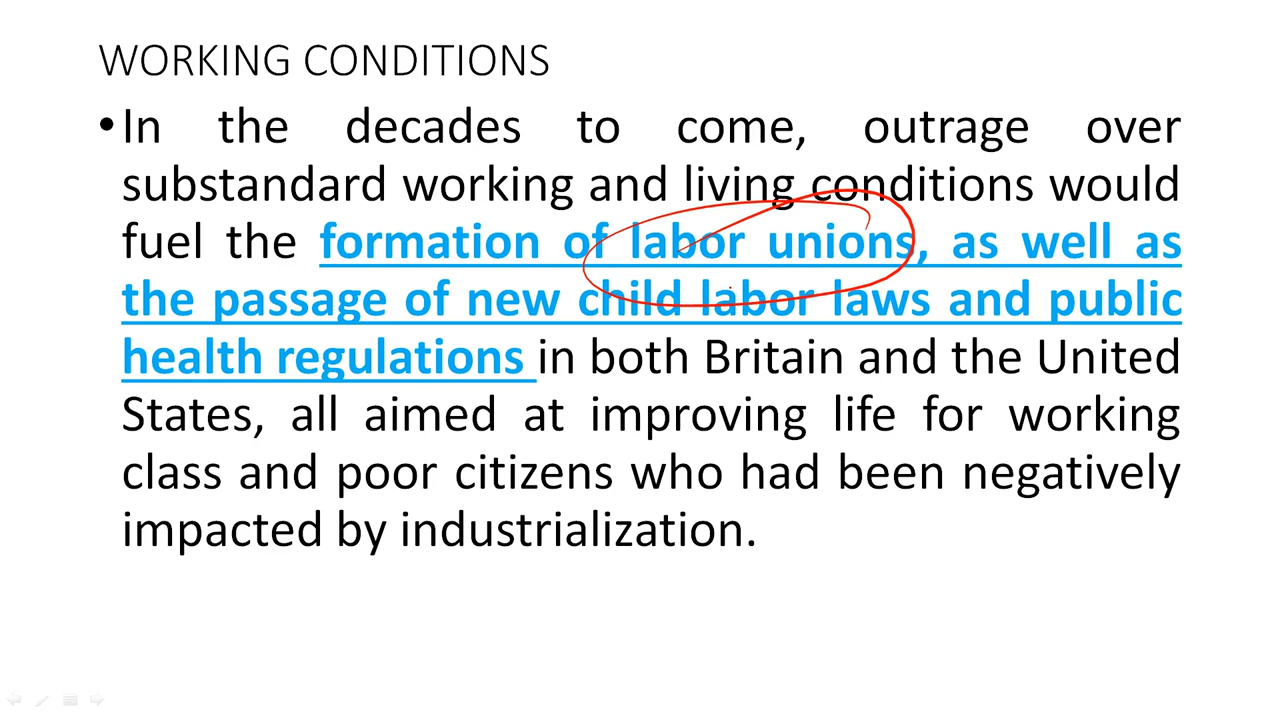 WORKING CONDITIONS
•In the decades to come, outrage over
substandard working and living conditions would
fuel the formation of labor unions, as well as
the passage of new child labor laws and public
health regulations in both Britain and the United
States, all aimed at improving life for working
class and poor citizens who had been negatively
impacted by industrialization.